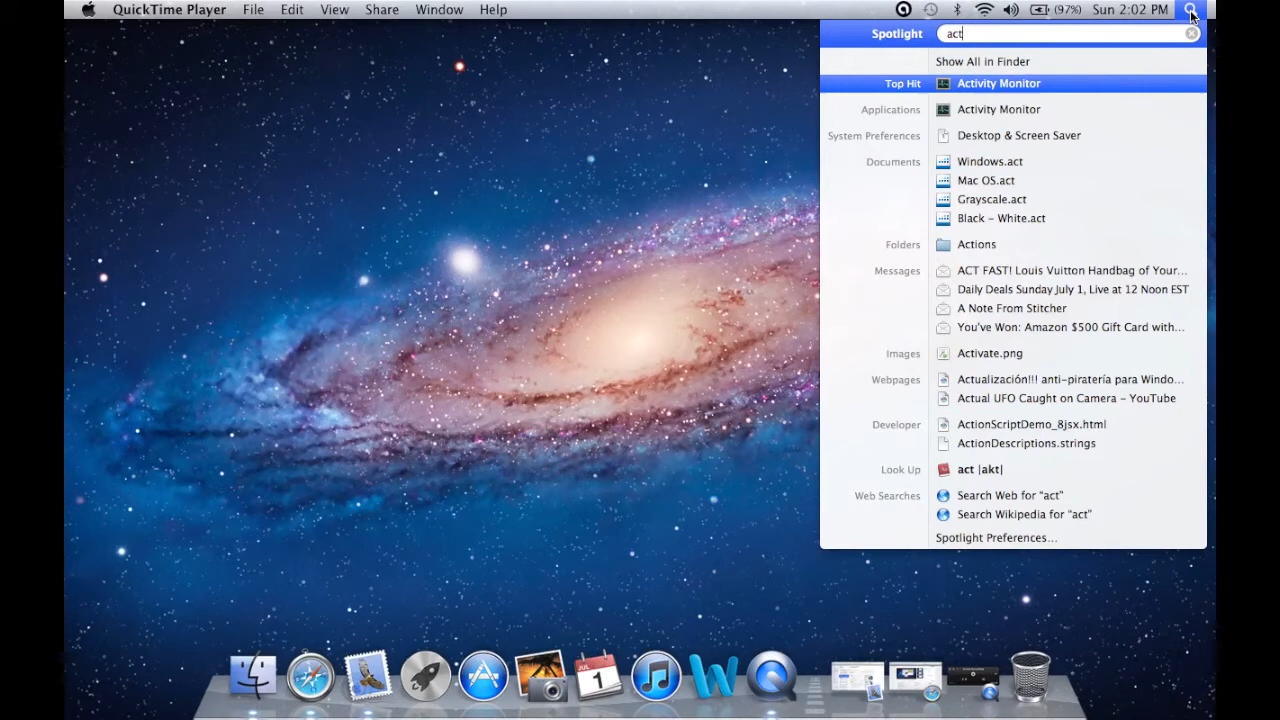 QuickTime Player File Edit View Share Window Help (97%) Sun 2:02 PM
Spotlight act
Show All in Finder
Top Hit Activity Monitor
Applications Activity Monitor
System Preferences Desktop & Screen Saver
Documents Windows.act
Mac OS.act
Grayscale.act
Black - White.act
Folders Actions
Messages ACT FAST! Louis Vuitton Handbag of Your...
Daily Deals Sunday July 1, Live at 12 Noon EST
A Note From Stitcher
You've Won: Amazon $500 Gift Card with...
Images Activate.png
Webpages Actualización!!! anti-piratería para Windo...
Actual UFO Caught on Camera - YouTube
Developer ActionScriptDemo_8jsx.html
ActionDescriptions.strings
Look Up act |akt|
Web Searches Search Web for "act"
Search Wikipedia for "act"
Spotlight Preferences...
JUL
1
W